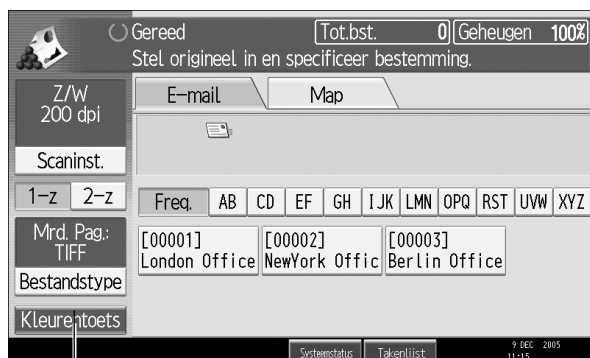 Gereed Tot.bst. 0 Geheugen 100%
Stel origineel in en specificeer bestemming.
Z/W
200 dpi
Scaninst.
1-z 2-z
Mrd. Pag.:
TIFF
Bestandstype
Kleurentoets
E-mail Map
Freq. AB CD EF GH IJK LMN OPQ RST UVW XYZ
[00001] [00002] [00003]
London Office NewYork Offic Berlin Office
Systeemstatus Takenlijst 9 DEC 2005
11:15